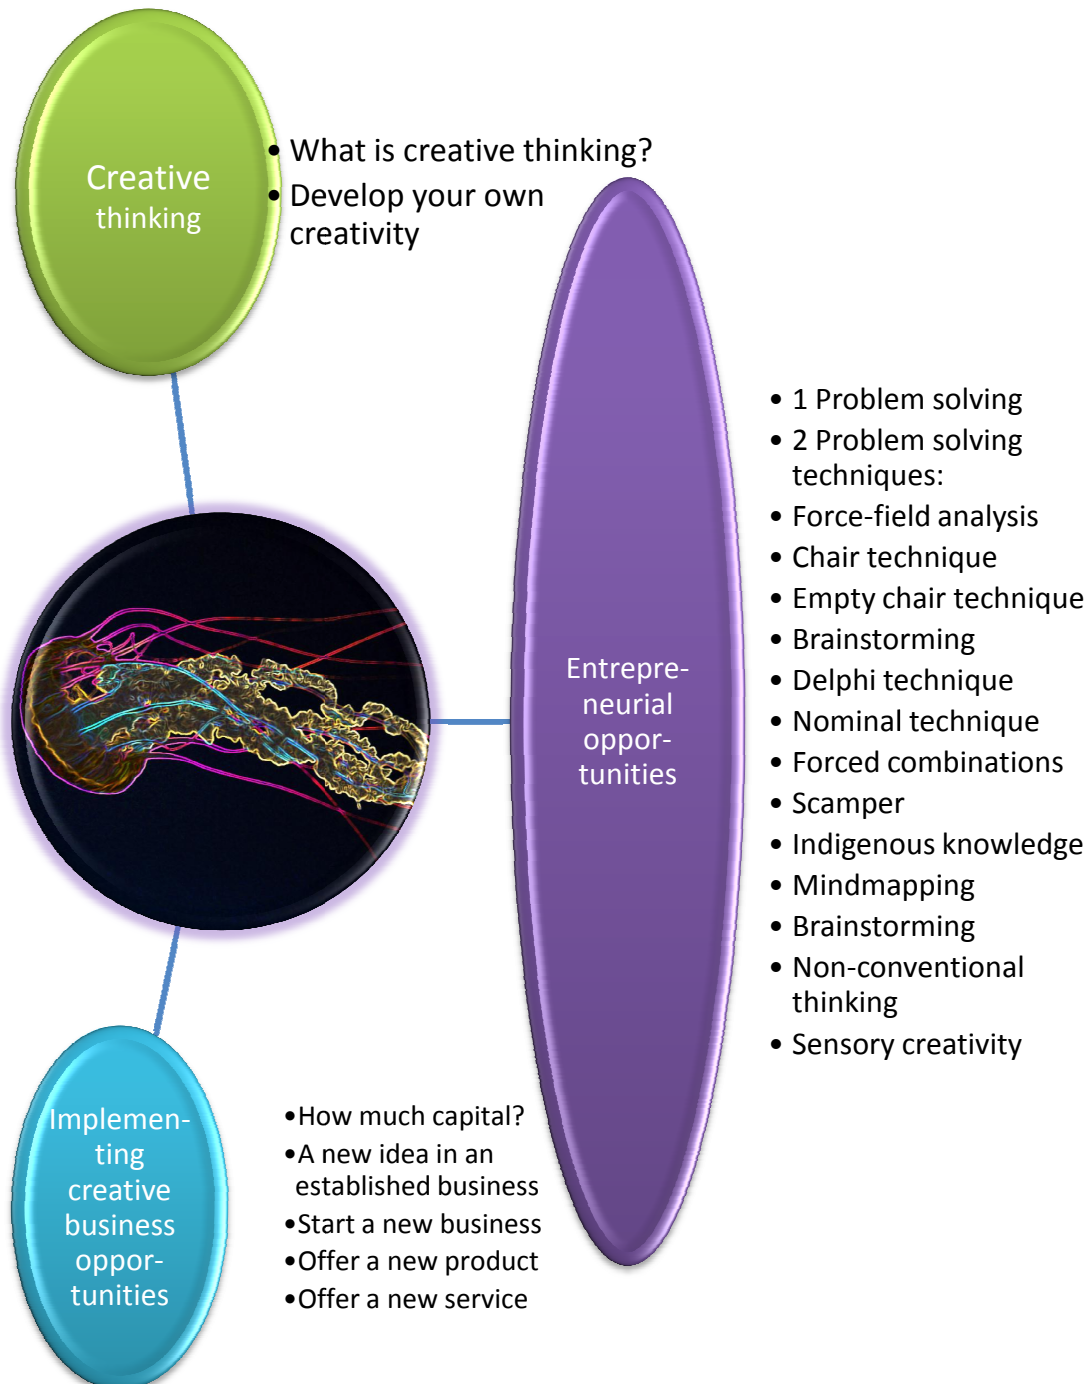 Creative
thinking
• What is creative thinking?
• Develop your own
creativity
Entrepre-
neurial
oppor-
tunities
• 1 Problem solving
• 2 Problem solving
techniques:
• Force-field analysis
• Chair technique
• Empty chair technique
• Brainstorming
• Delphi technique
• Nominal technique
• Forced combinations
• Scamper
• Indigenous knowledge
• Mindmapping
• Brainstorming
• Non-conventional
thinking
• Sensory creativity
Implemen-
ting
creative
business
oppor-
tunities
•How much capital?
•A new idea in an
established business
•Start a new business
•Offer a new product
•Offer a new service